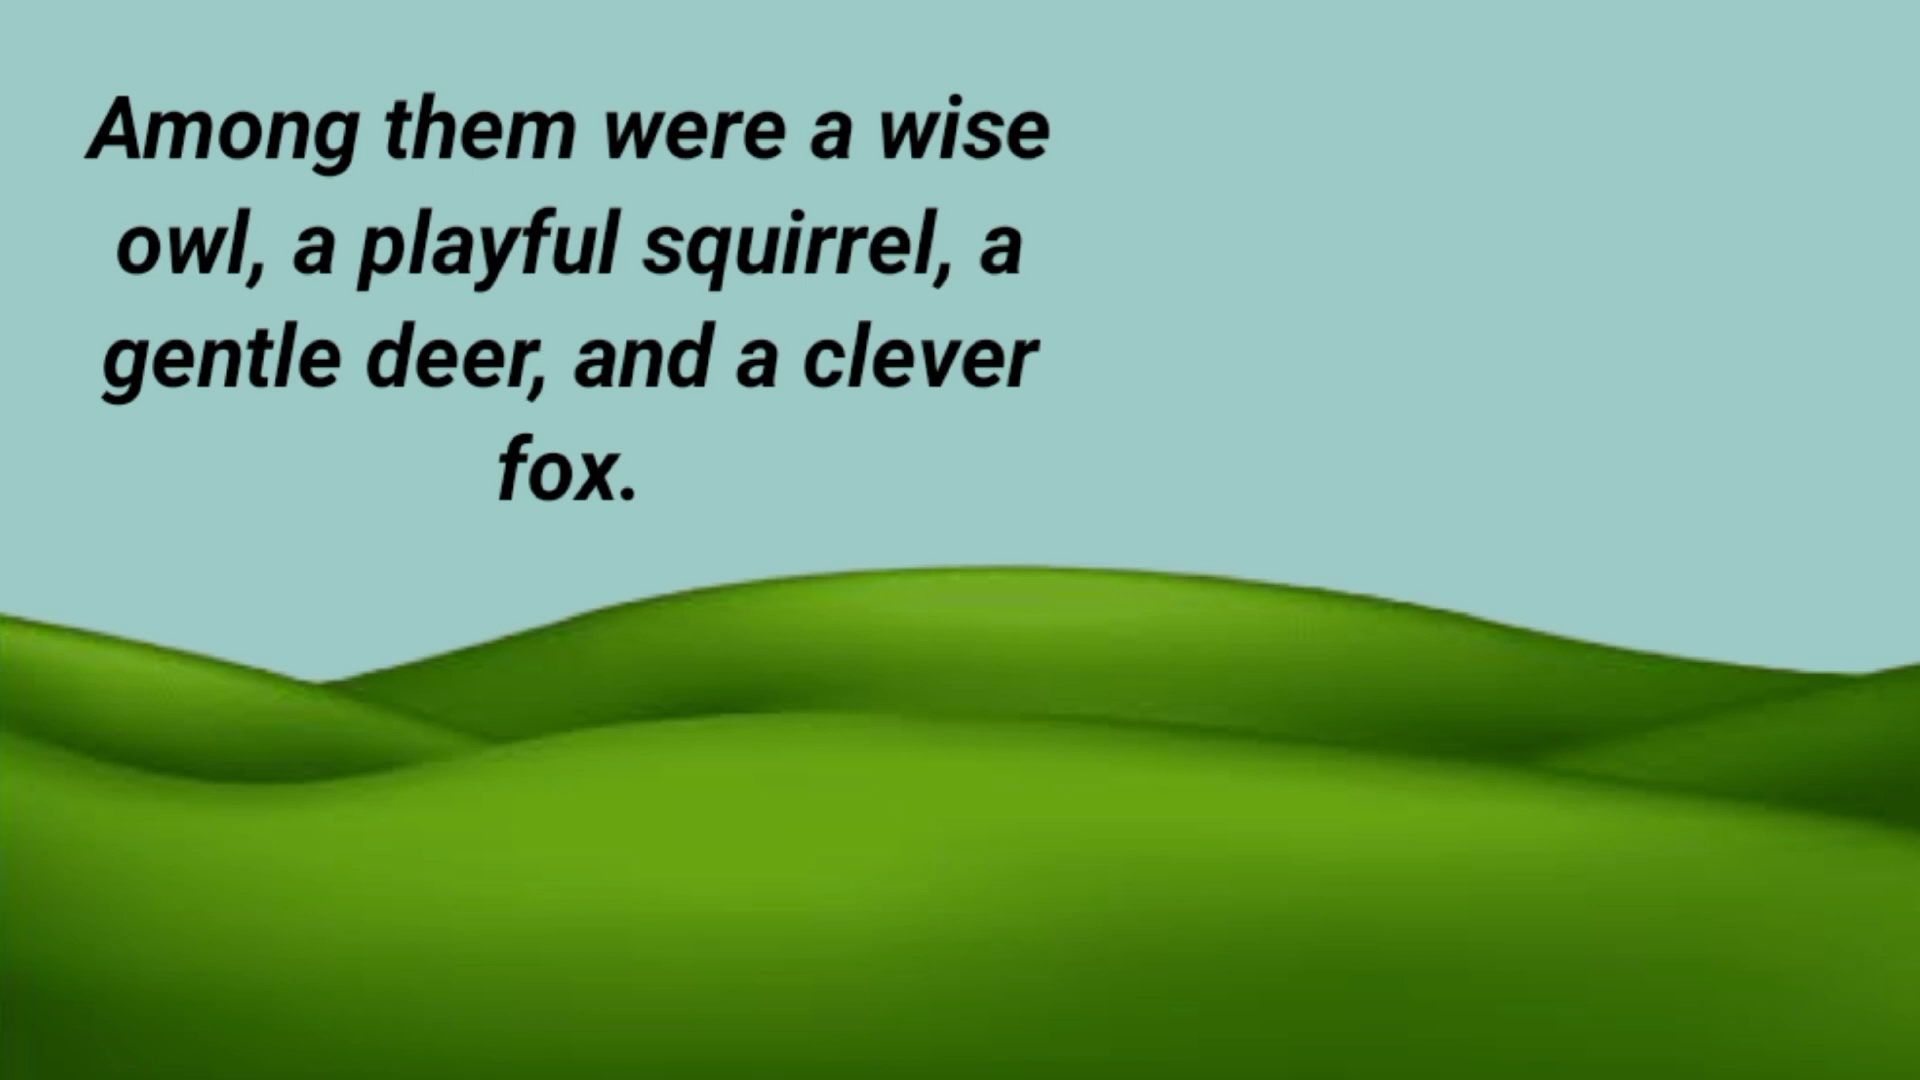 Among them were a wise
owl, a playful squirrel, a
gentle deer, and a clever
fox.